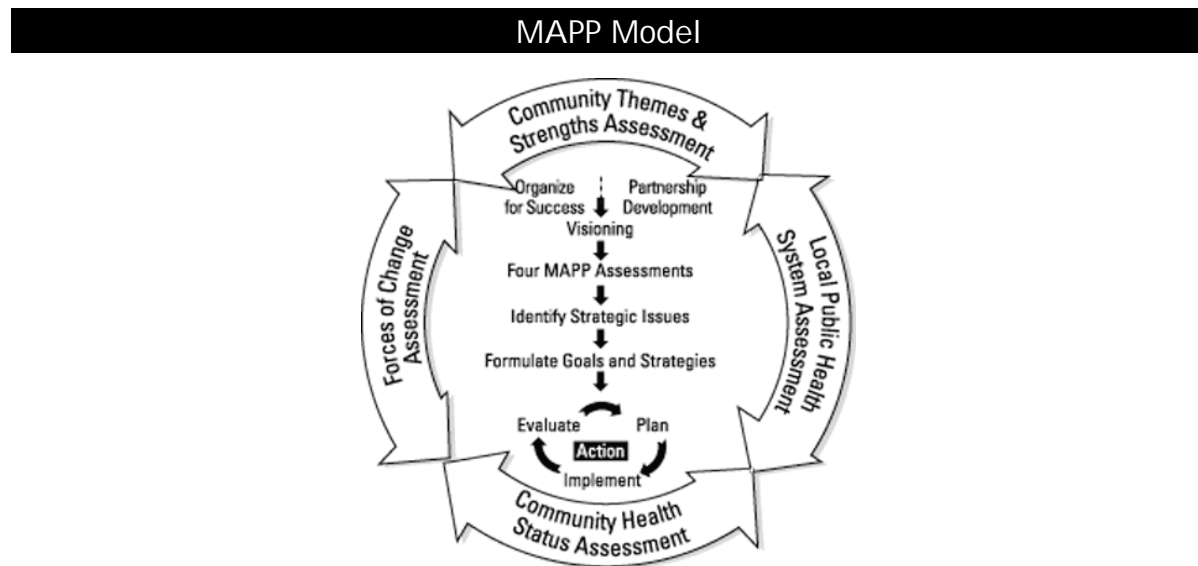 MAPP Model
Community Themes &
Strengths Assessment
Organize
for Success
Partnership
Development
Visioning
Four MAPP Assessments
Identify Strategic Issues
Formulate Goals and Strategies
Evaluate
Plan
Action
Implement
Forces of Change
Assessment
Local Public Health
System Assessment
Community Health
Status Assessment